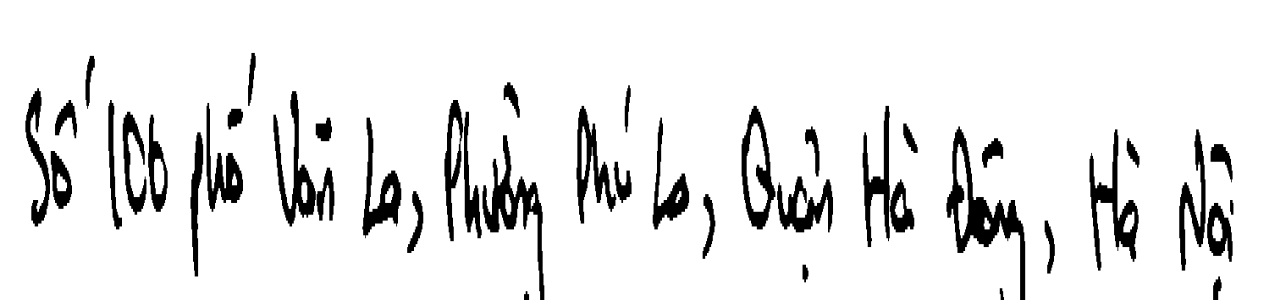 Số 106 phố Văn La, Phường Phú La, Quận Hà Đông, Hà Nội